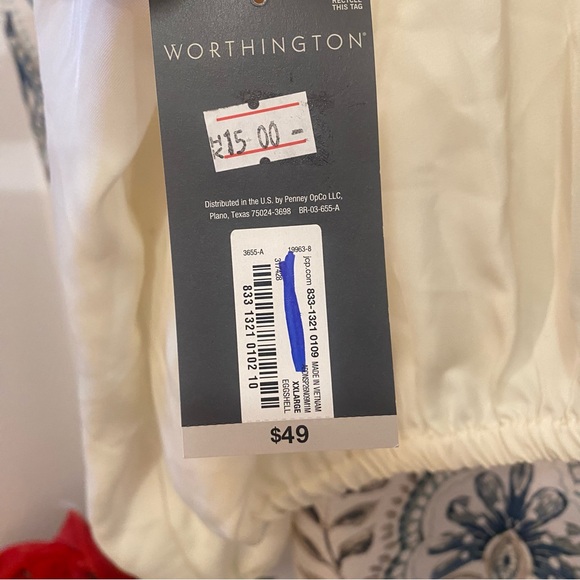 RECYCLE
THIS TAG
WORTHINGTON®
15.00 -
Distributed in the U.S. by Penney OpCo LLC,
Plano, Texas 75024-3698 BR-03-655-A
3655-A
19963-8
317428
jcp.com 833-1321 0109
833 1321 0102 10
MADE IN VIETNAM
XXLARGE
EGGSHELL
$49